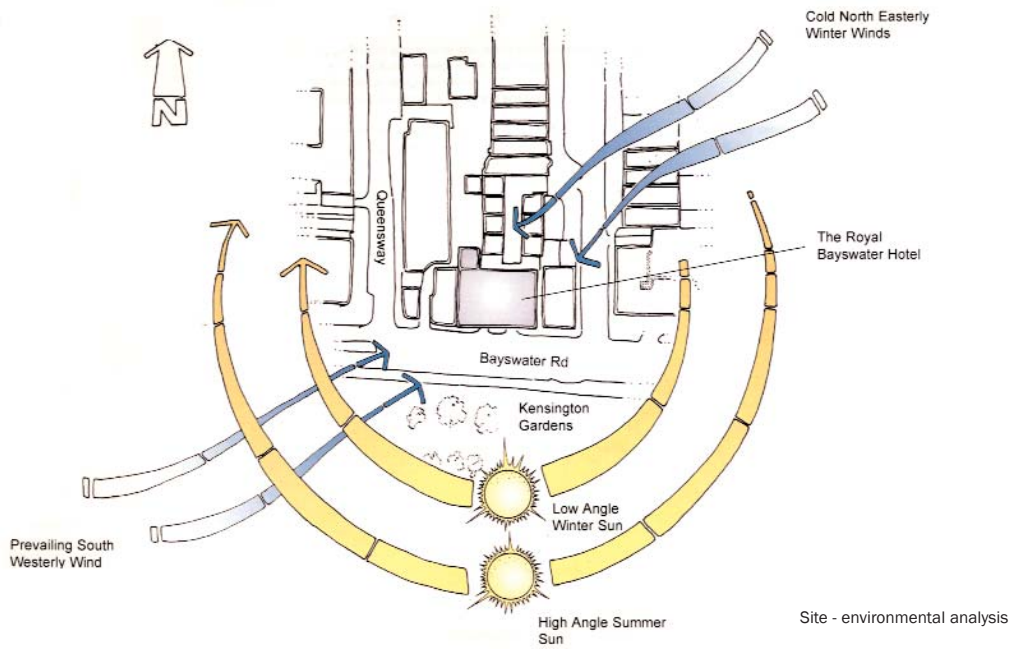 Cold North Easterly
Winter Winds
N
Queensway
The Royal
Bayswater Hotel
Bayswater Rd
Kensington
Gardens
Low Angle
Winter Sun
Prevailing South
Westerly Wind
High Angle Summer
Sun
Site - environmental analysis